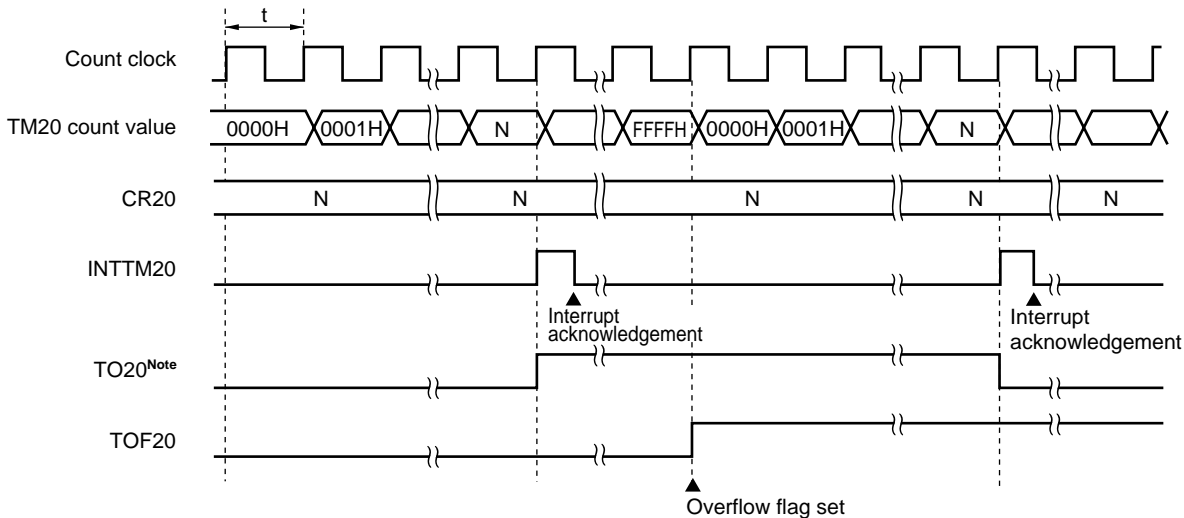 t
Count clock
TM20 count value
0000H 0001H N FFFFH 0000H 0001H N
CR20
N N N N N
INTTM20
Interrupt
acknowledgement
Interrupt
acknowledgement
TO20Note
TOF20
Overflow flag set